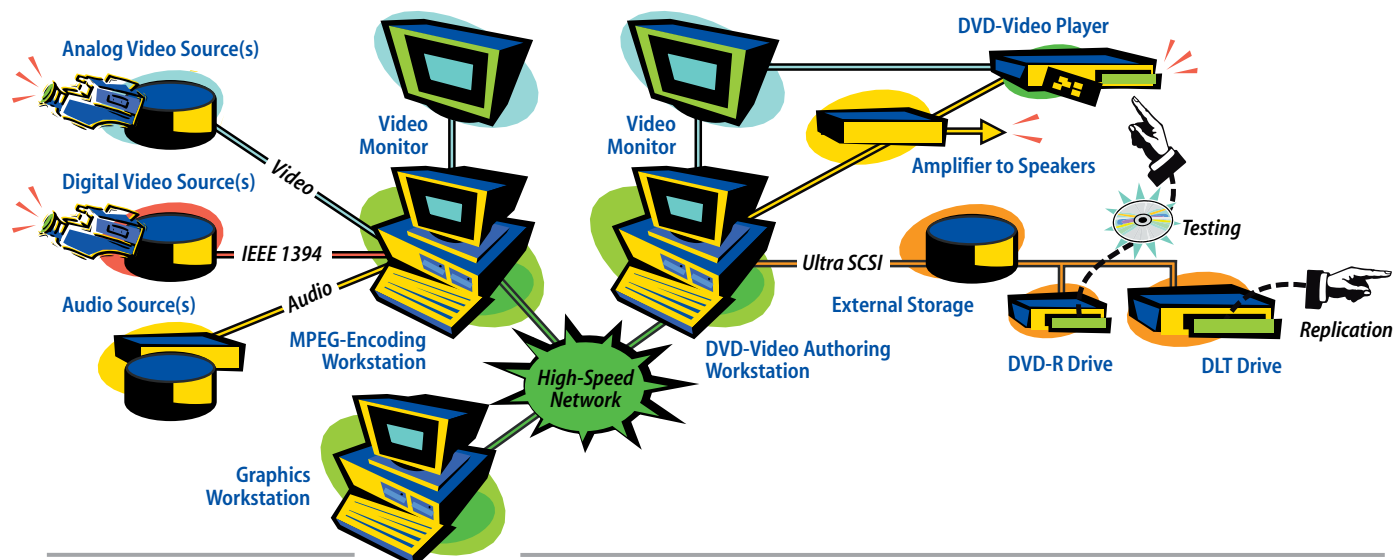 Analog Video Source(s)
DVD-Video Player
Video
Monitor
Video
Monitor
Amplifier to Speakers
Video
Digital Video Source(s)
IEEE 1394
Audio
Audio Source(s)
Testing
Ultra SCSI
External Storage
Replication
MPEG-Encoding
Workstation
DVD-Video Authoring
Workstation
DVD-R Drive
DLT Drive
High-Speed
Network
Graphics
Workstation